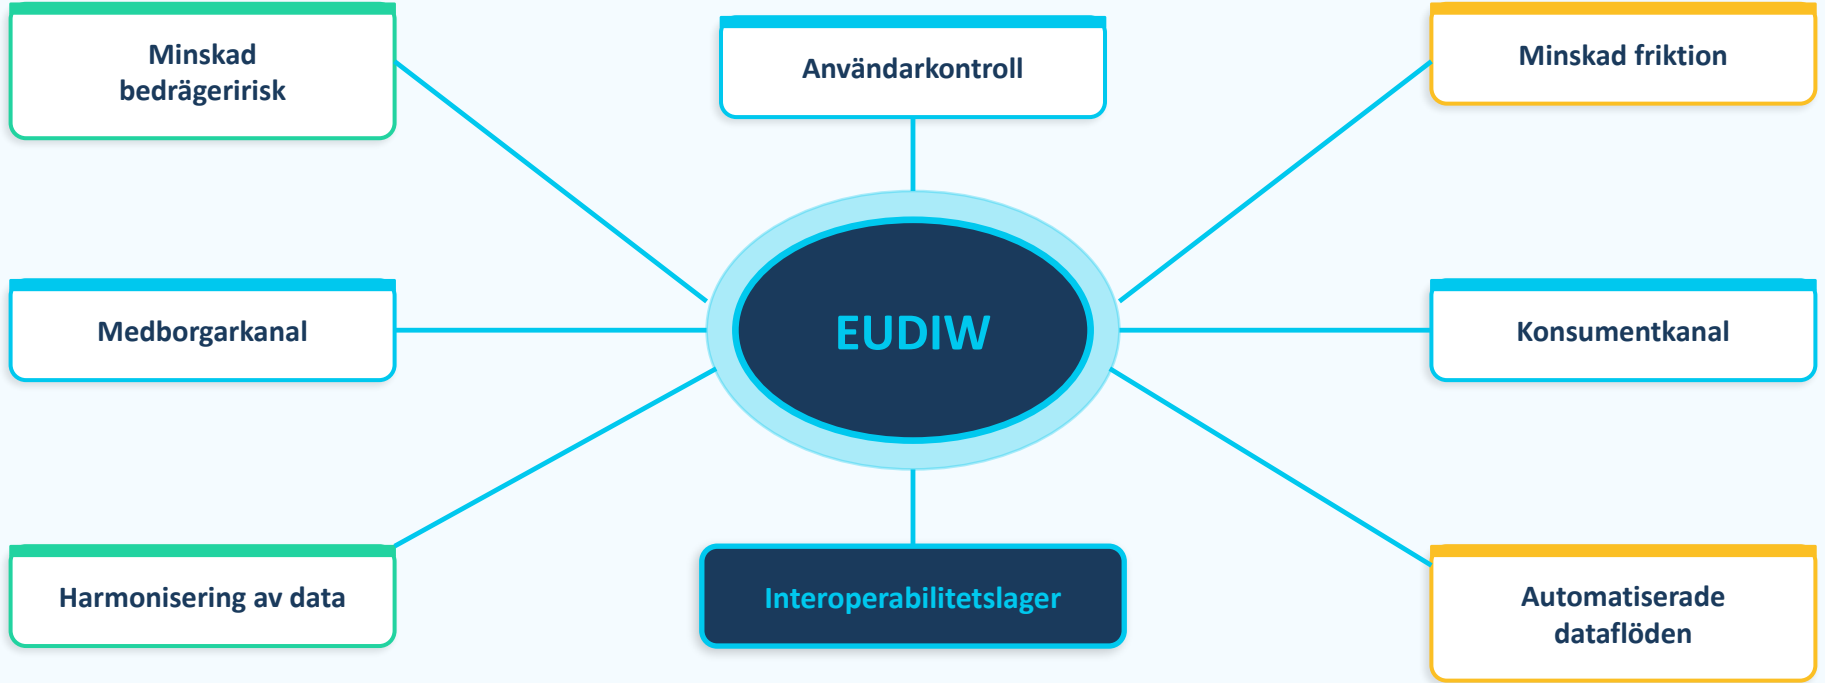 Minskad
bedrägeririsk
Användarkontroll
Minskad friktion
Medborgarkanal
EUDIW
Konsumentkanal
Harmonisering av data
Interoperabilitetslager
Automatiserade
dataflöden